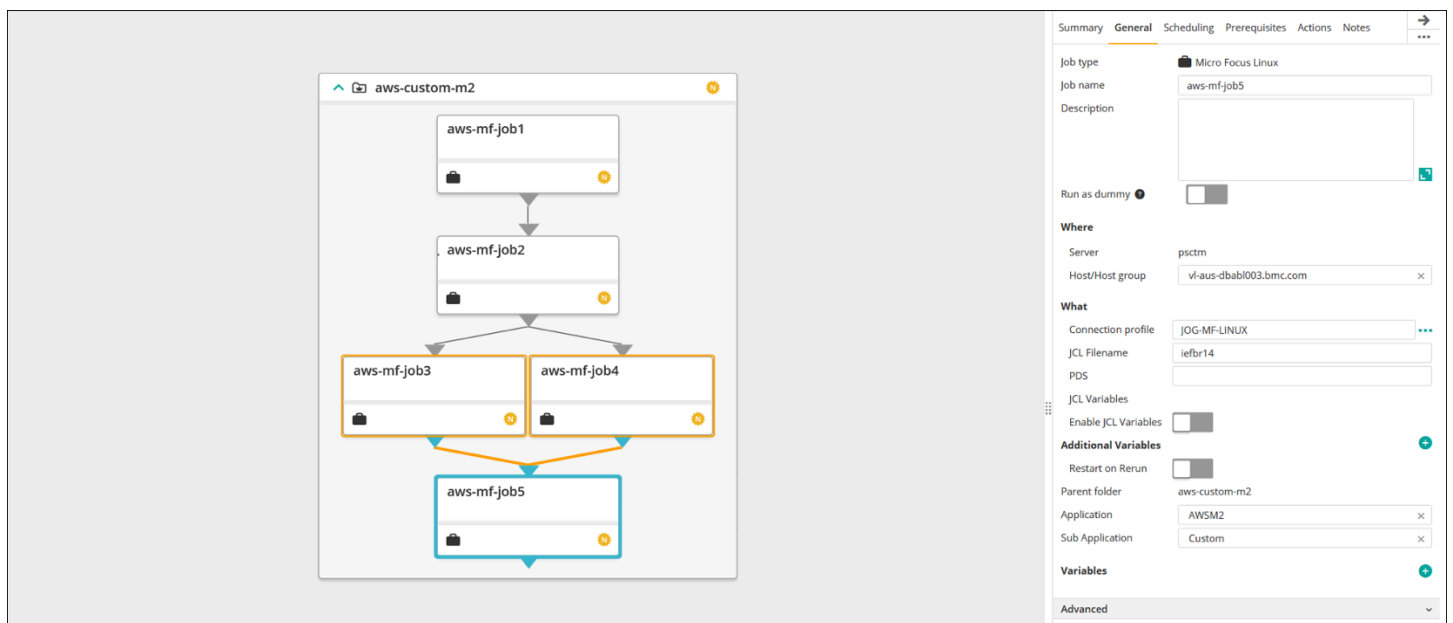 aws-custom-m2
N
aws-mf-job1
N
aws-mf-job2
N
aws-mf-job3
aws-mf-job4
N
N
aws-mf-job5
N
Summary General Scheduling Prerequisites Actions Notes
Job type Micro Focus Linux
Job name aws-mf-job5
Description
Run as dummy ?
Where
Server psctm
Host/Host group vl-aus-dbabl003.bmc.com ×
What
Connection profile JOG-MF-LINUX
JCL Filename iefbr14
PDS
JCL Variables
Enable JCL Variables
Additional Variables
Restart on Rerun
Parent folder aws-custom-m2
Application AWSM2 ×
Sub Application Custom ×
Variables
Advanced